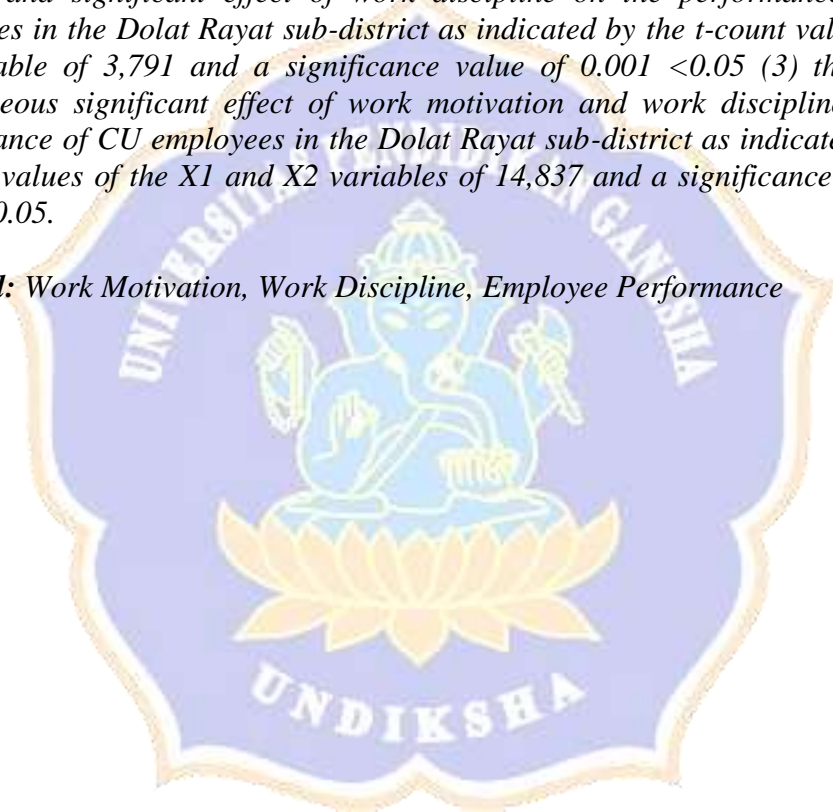 and significant effect of work discipline on the performance
es in the Dolat Rayat sub-district as indicated by the t-count val
able of 3,791 and a significance value of 0.001 <0.05 (3) th
eous significant effect of work motivation and work disciplin
ance of CU employees in the Dolat Rayat sub-district as indicate
values of the X1 and X2 variables of 14,837 and a significance
0.05.
: Work Motivation, Work Discipline, Employee Performance
UNIVERSITAS PENDIDIKAN GANESHA
UNDIKSHA